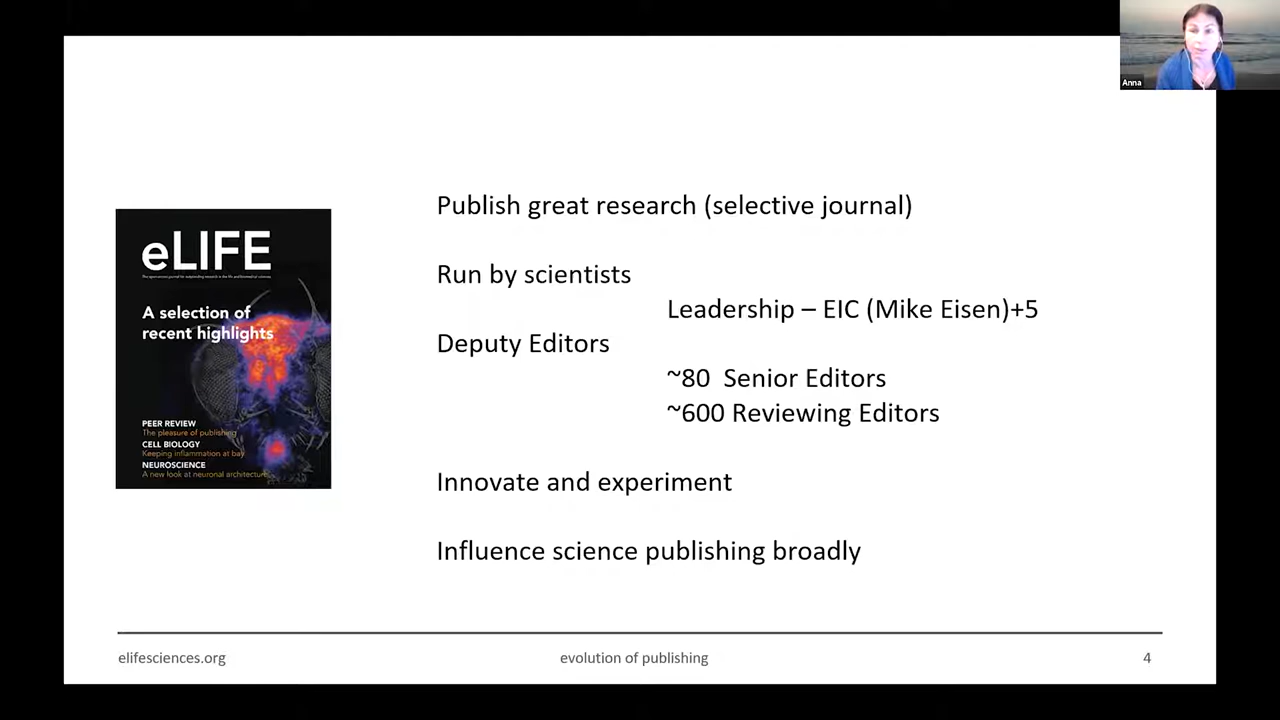 Anna
Publish great research (selective journal)
Run by scientists
Leadership – EIC (Mike Eisen)+5
Deputy Editors
~80 Senior Editors
~600 Reviewing Editors
Innovate and experiment
Influence science publishing broadly
eLIFE
A selection of
recent highlights
PEER REVIEW
The pleasure of publishing
CELL BIOLOGY
Keeping inflammation at bay
NEUROSCIENCE
A new look at neuronal architecture
elifesciences.org
evolution of publishing
4